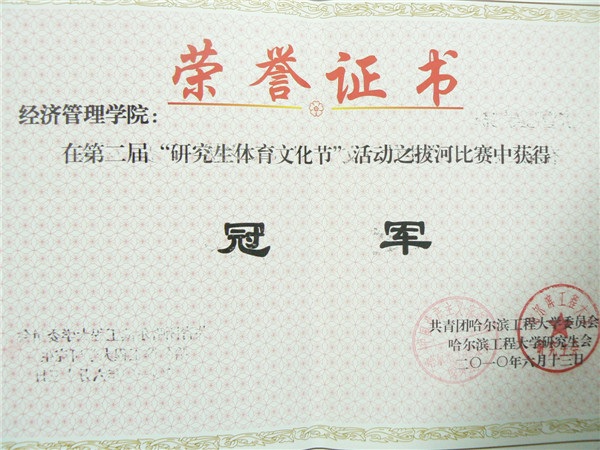 荣誉证书
经济管理学院：
在第二届“研究生体育文化节”活动之拔河比赛中获得
冠 军
共青团哈尔滨工程大学委员会
哈尔滨工程大学研究生会
二〇一〇年六月十三日